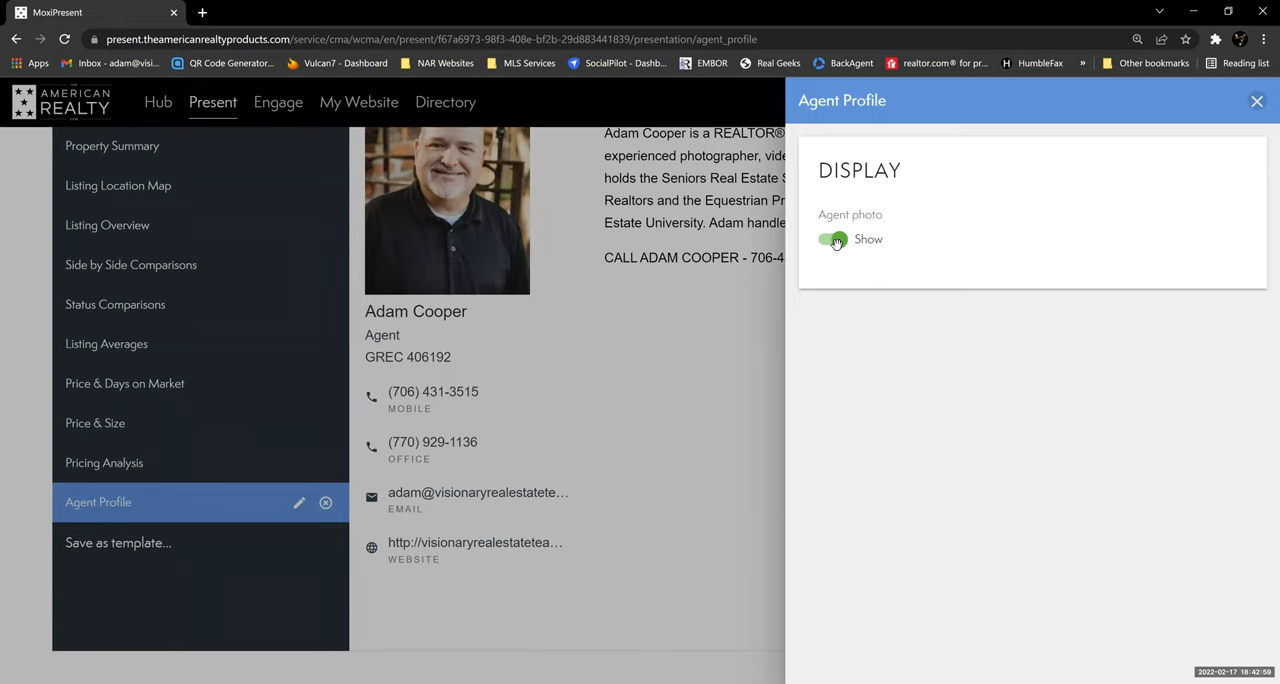 MoxiPresent
present.theamericanrealtyproducts.com/service/cma/wcma/en/present/f67a6973-98f3-408e-bf2b-29d883441839/presentation/agent_profile
Apps
Inbox - adam@visi...
QR Code Generator...
Vulcan7 - Dashboard
NAR Websites
MLS Services
SocialPilot - Dashb...
EMBOR
Real Geeks
BackAgent
realtor.com® for pr...
HumbleFax
»
Other bookmarks
Reading list
AMERICAN
REALTY
Hub
Present
Engage
My Website
Directory
Property Summary
Listing Location Map
Listing Overview
Side by Side Comparisons
Status Comparisons
Listing Averages
Price & Days on Market
Price & Size
Pricing Analysis
Agent Profile
Save as template...
Adam Cooper
Agent
GREC 406192
(706) 431-3515
MOBILE
(770) 929-1136
OFFICE
adam@visionaryrealestatete...
EMAIL
http://visionaryrealestatetea...
WEBSITE
Adam Cooper is a REALTOR®
experienced photographer, vide
holds the Seniors Real Estate S
Realtors and the Equestrian Pr
Estate University. Adam handle
CALL ADAM COOPER - 706-4
Agent Profile
DISPLAY
Agent photo
Show
2022-02-17 18:42:59